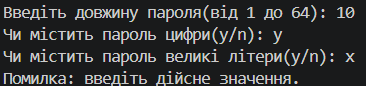 Введіть довжину пароля(від 1 до 64): 10
Чи містить пароль цифри(y/n): y
Чи містить пароль великі літери(y/n): x
Помилка: введіть дійсне значення.